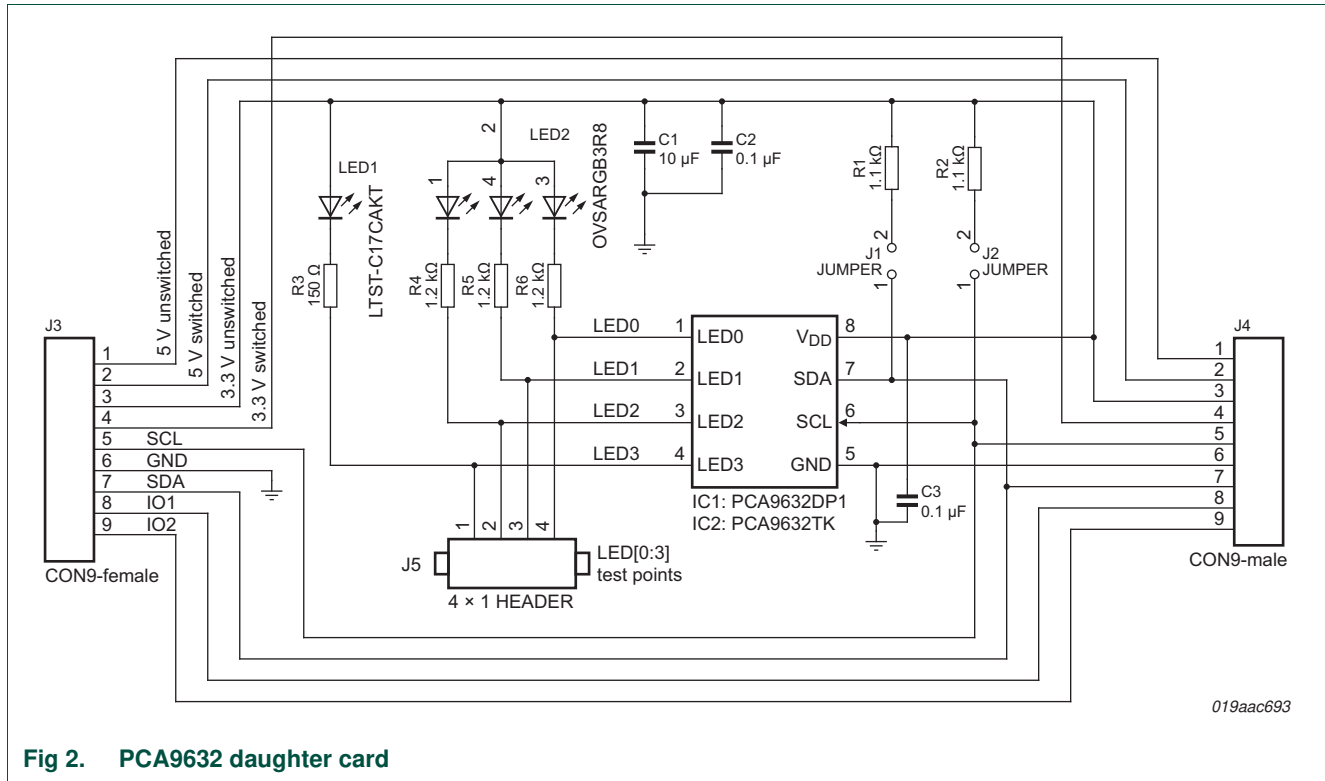 J3
1
2
3
4
5
6
7
8
9
5 V unswitched
5 V switched
3.3 V unswitched
3.3 V switched
SCL
GND
SDA
IO1
IO2
CON9-female
LED1
LTST-C17CAKT
R3
150 Ω
2
LED2
1
4
3
OVSARGB3R8
R4
1.2 kΩ
R5
1.2 kΩ
R6
1.2 kΩ
C1
10 μF
C2
0.1 μF
R1
1.1 kΩ
R2
1.1 kΩ
2
J1
JUMPER
1
2
J2
JUMPER
1
LED0
1
LED0
LED1
2
LED1
LED2
3
LED2
LED3
4
LED3
VDD
8
SDA
7
SCL
6
GND
5
IC1: PCA9632DP1
IC2: PCA9632TK
C3
0.1 μF
1
2
3
4
J5
LED[0:3]
test points
4 × 1 HEADER
J4
1
2
3
4
5
6
7
8
9
CON9-male
019aac693
Fig 2. PCA9632 daughter card